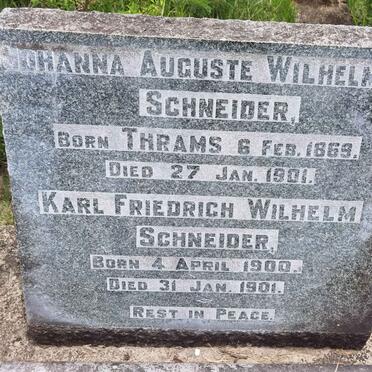 JOHANNA AUGUSTE WILHELM
SCHNEIDER,
BORN THRAMS 6 FEB. 1869.
DIED 27 JAN. 1901.
KARL FRIEDRICH WILHELM
SCHNEIDER,
BORN 4 APRIL 1900.
DIED 31 JAN. 1901.
REST IN PEACE.